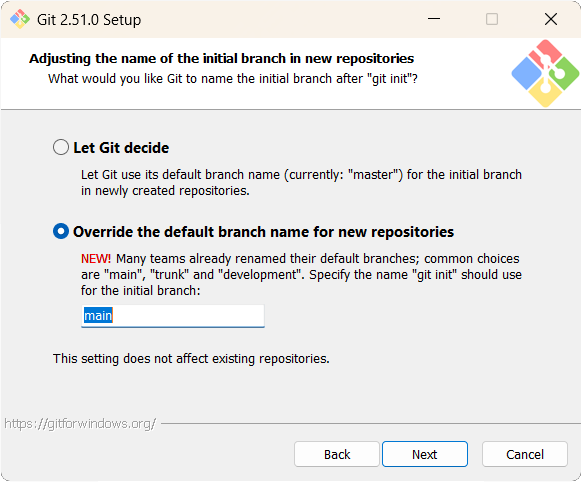 Git 2.51.0 Setup
Adjusting the name of the initial branch in new repositories
What would you like Git to name the initial branch after "git init"?
Let Git decide
Let Git use its default branch name (currently: "master") for the initial branch
in newly created repositories.
Override the default branch name for new repositories
NEW! Many teams already renamed their default branches; common choices
are "main", "trunk" and "development". Specify the name "git init" should use
for the initial branch:
main
This setting does not affect existing repositories.
https://gitforwindows.org/
Back
Next
Cancel